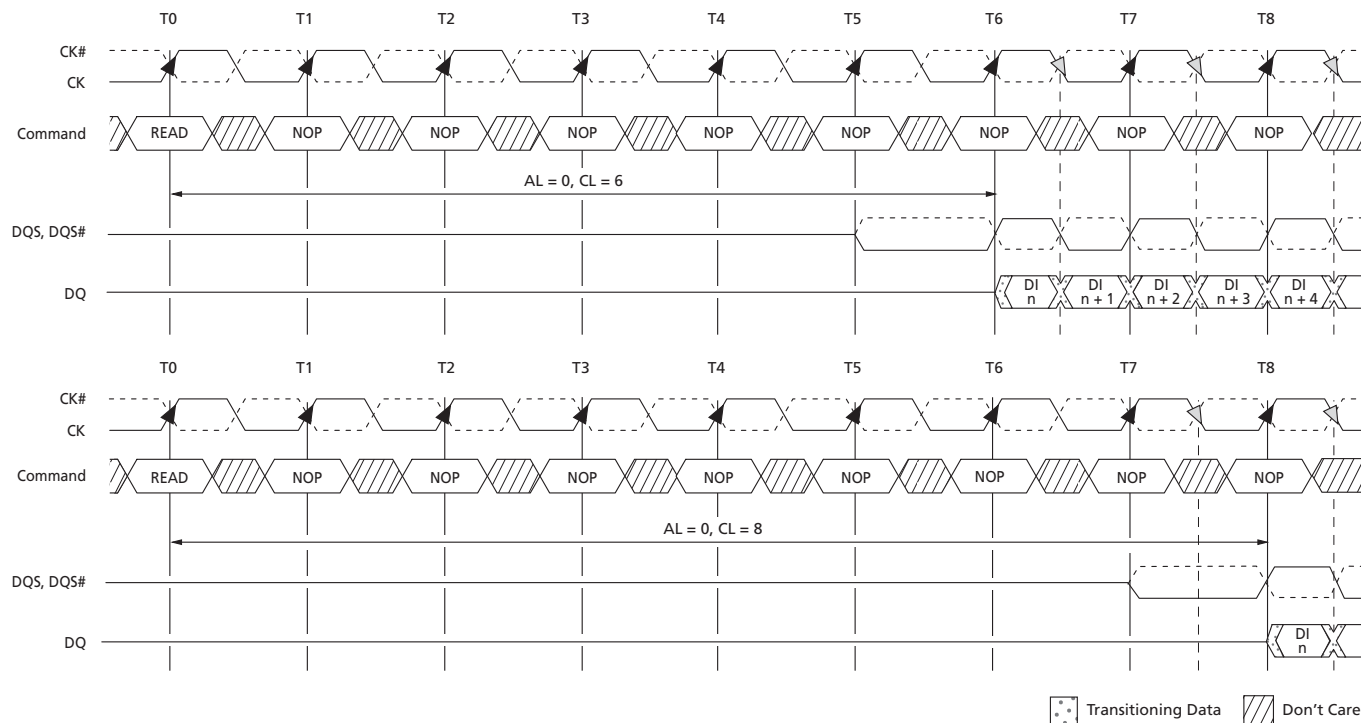 T0 T1 T2 T3 T4 T5 T6 T7 T8
CK#
CK
Command READ NOP NOP NOP NOP NOP NOP NOP NOP
AL = 0, CL = 6
DQS, DQS#
DQ DI n DI n + 1 DI n + 2 DI n + 3 DI n + 4
T0 T1 T2 T3 T4 T5 T6 T7 T8
CK#
CK
Command READ NOP NOP NOP NOP NOP NOP NOP NOP
AL = 0, CL = 8
DQS, DQS#
DQ DI n
Transitioning Data Don't Care